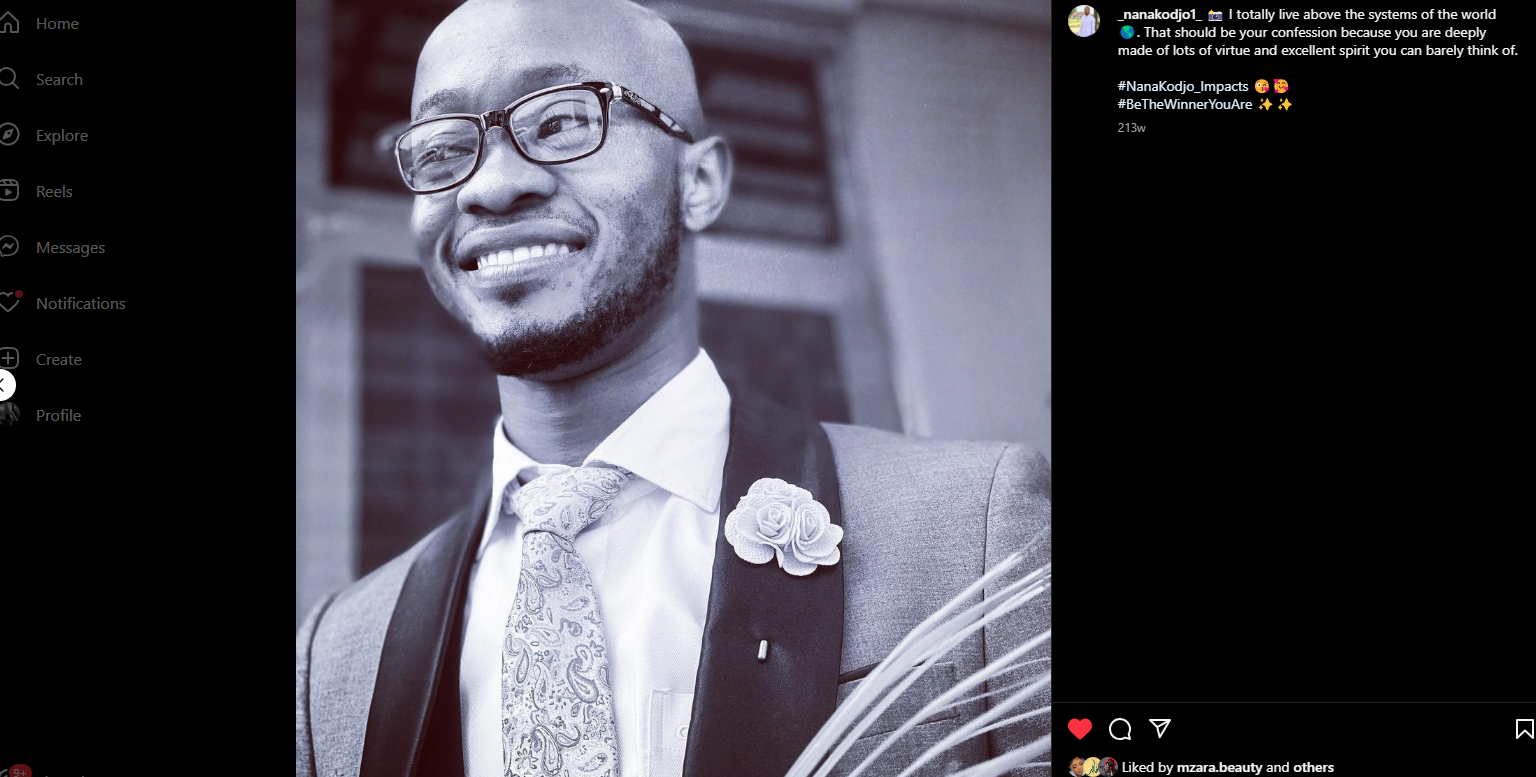 Home
Search
Explore
Reels
Messages
Notifications
Create
Profile
9+
_nanakodjo1_ 📸 I totally live above the systems of the world
🌎. That should be your confession because you are deeply
made of lots of virtue and excellent spirit you can barely think of.
#NanaKodjo_Impacts 😘🥰
#BeTheWinnerYouAre ✨✨
213w
Liked by mzara.beauty and others